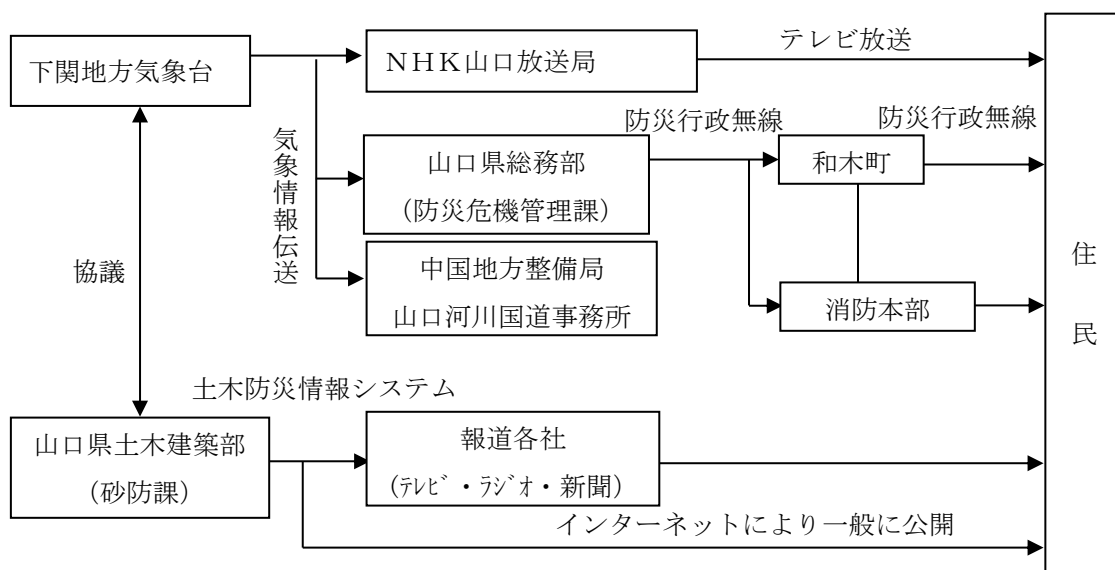 テレビ放送
下関地方気象台
ＮＨＫ山口放送局
防災行政無線
防災行政無線
気象情報伝送
山口県総務部
(防災危機管理課)
和木町
中国地方整備局
山口河川国道事務所
協議
消防本部
住民
土木防災情報システム
山口県土木建築部
(砂防課)
報道各社
(ﾃﾚﾋﾞ・ﾗｼﾞｵ・新聞)
インターネットにより一般に公開